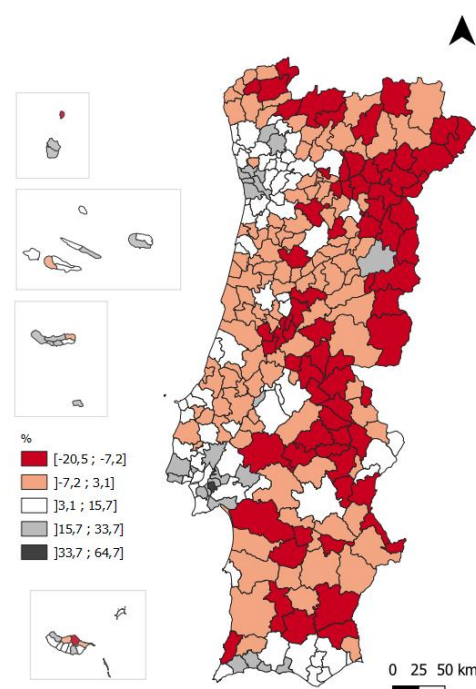 %
[-20,5 ; -7,2]
]-7,2 ; 3,1]
]3,1 ; 15,7]
]15,7 ; 33,7]
]33,7 ; 64,7]
0 25 50 km